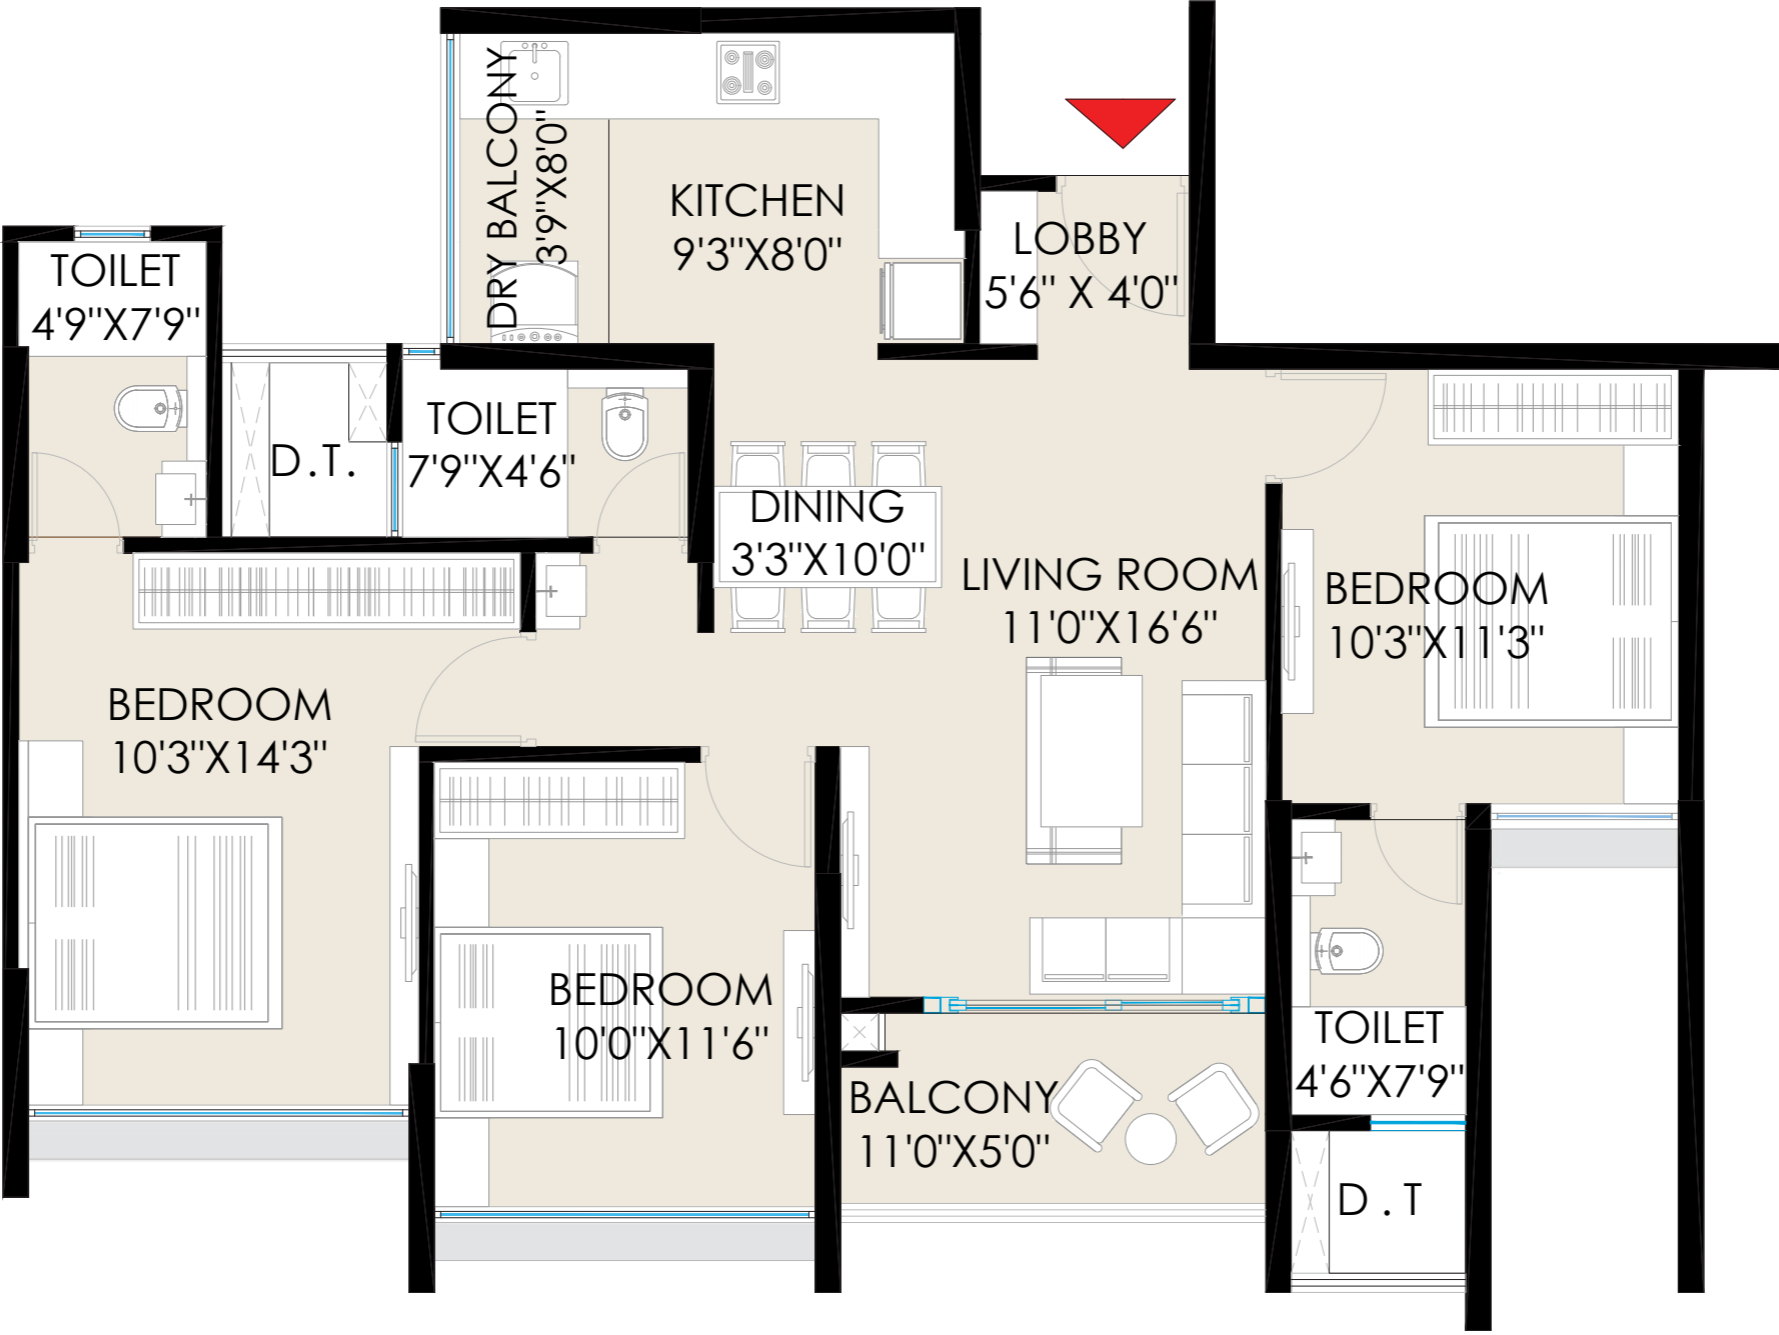 DRY BALCONY
3'9"X8'0"
KITCHEN
9'3"X8'0"
LOBBY
5'6" X 4'0"
TOILET
4'9"X7'9"
D.T.
TOILET
7'9"X4'6"
DINING
3'3"X10'0"
LIVING ROOM
11'0"X16'6"
BEDROOM
10'3"X11'3"
BEDROOM
10'3"X14'3"
BEDROOM
10'0"X11'6"
BALCONY
11'0"X5'0"
TOILET
4'6"X7'9"
D . T